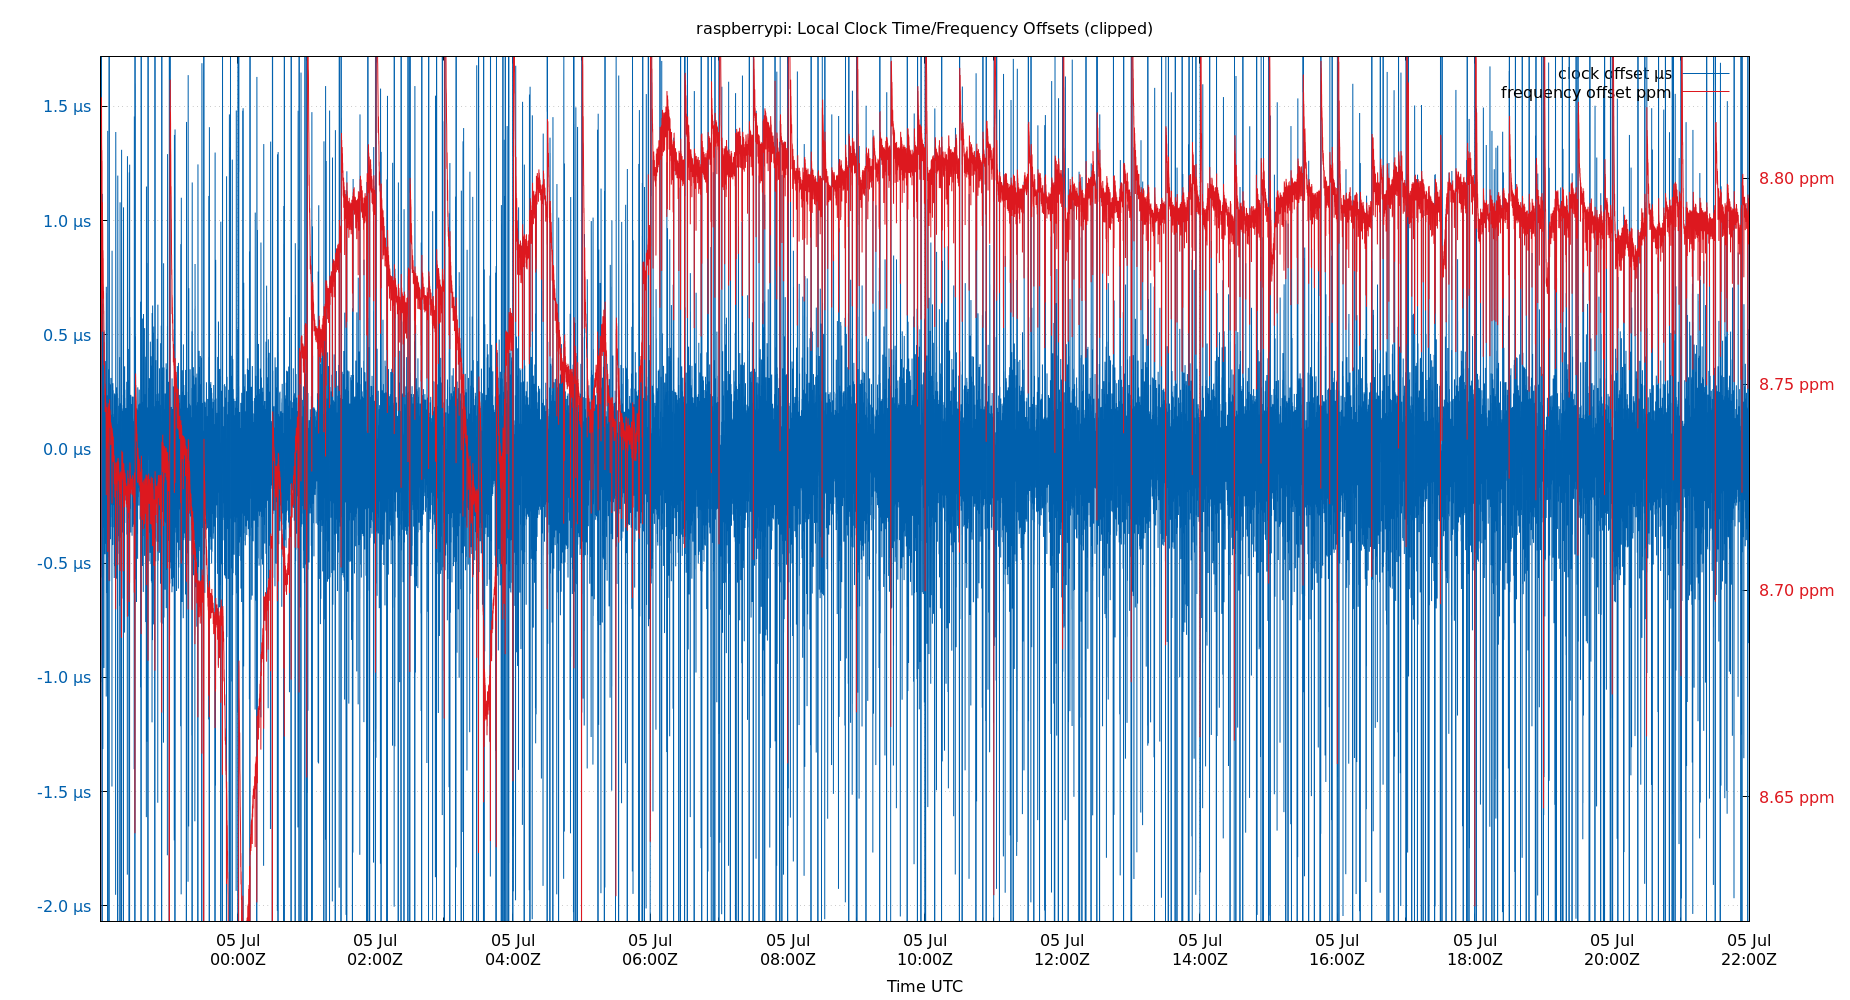 raspberrypi: Local Clock Time/Frequency Offsets (clipped)
clock offset µs
frequency offset ppm
1.5 µs
1.0 µs
0.5 µs
0.0 µs
-0.5 µs
-1.0 µs
-1.5 µs
-2.0 µs
8.80 ppm
8.75 ppm
8.70 ppm
8.65 ppm
05 Jul 05 Jul 05 Jul 05 Jul 05 Jul 05 Jul 05 Jul 05 Jul 05 Jul 05 Jul 05 Jul 05 Jul
00:00Z 02:00Z 04:00Z 06:00Z 08:00Z 10:00Z 12:00Z 14:00Z 16:00Z 18:00Z 20:00Z 22:00Z
Time UTC